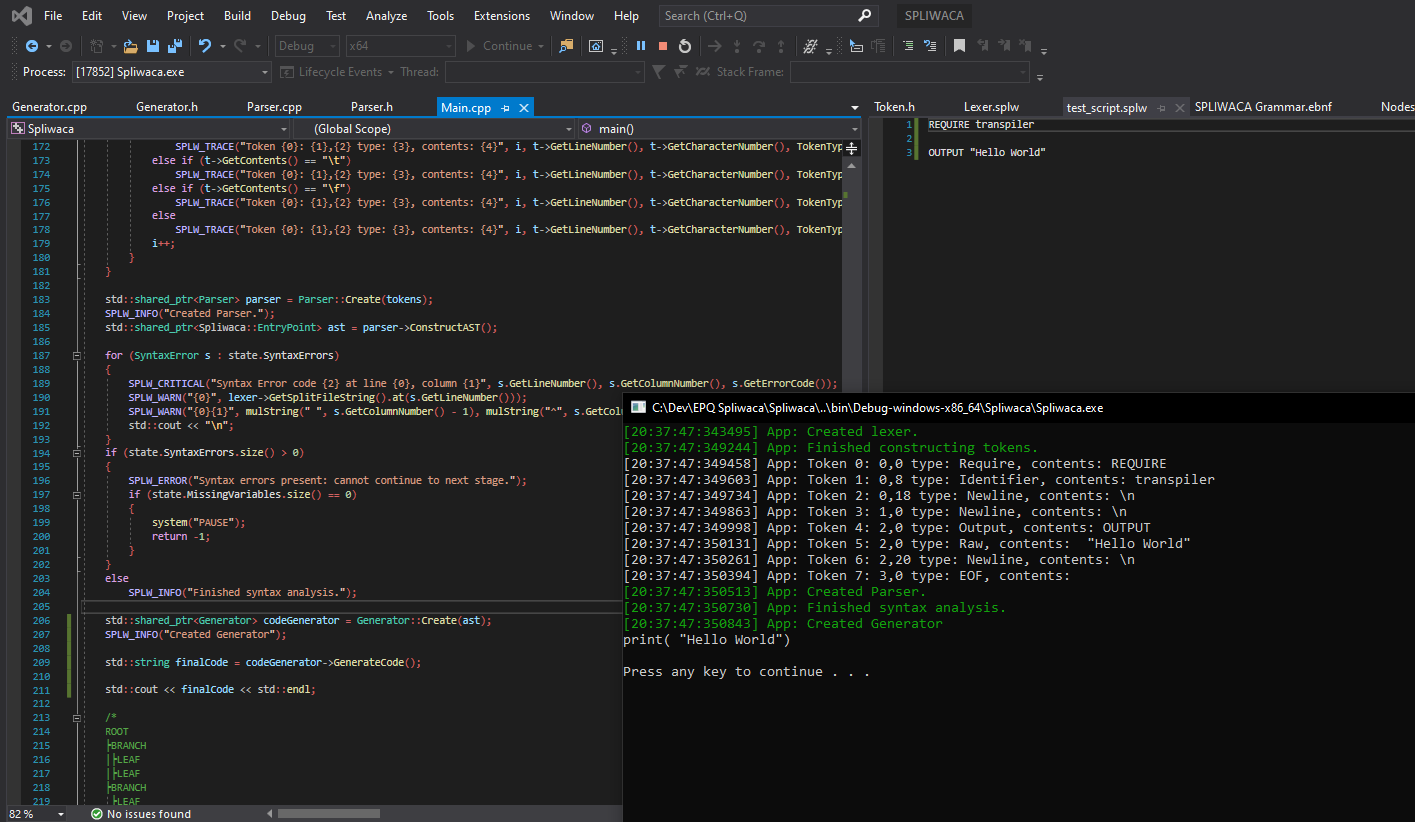 File Edit View Project Build Debug Test Analyze Tools Extensions Window Help Search (Ctrl+Q) SPLIWACA
Debug x64 Continue
Process: [17852] Spliwaca.exe Lifecycle Events Thread: Stack Frame:
Generator.cpp Generator.h Parser.cpp Parser.h Main.cpp
Spliwaca (Global Scope) main()
172 SPLW_TRACE("Token {0}: {1},{2} type: {3}, contents: {4}", i, t->GetLineNumber(), t->GetCharacterNumber(), TokenTyp
173 else if (t->GetContents() == "\t")
174 SPLW_TRACE("Token {0}: {1},{2} type: {3}, contents: {4}", i, t->GetLineNumber(), t->GetCharacterNumber(), TokenTyp
175 else if (t->GetContents() == "\f")
176 SPLW_TRACE("Token {0}: {1},{2} type: {3}, contents: {4}", i, t->GetLineNumber(), t->GetCharacterNumber(), TokenTyp
177 else
178 SPLW_TRACE("Token {0}: {1},{2} type: {3}, contents: {4}", i, t->GetLineNumber(), t->GetCharacterNumber(), TokenTyp
179 i++;
180 }
181 }
182
183 std::shared_ptr<Parser> parser = Parser::Create(tokens);
184 SPLW_INFO("Created Parser.");
185 std::shared_ptr<Spliwaca::EntryPoint> ast = parser->ConstructAST();
186
187 for (SyntaxError s : state.SyntaxErrors)
188 {
189 SPLW_CRITICAL("Syntax Error code {2} at line {0}, column {1}", s.GetLineNumber(), s.GetColumnNumber(), s.GetErrorCode());
190 SPLW_WARN("{0}", lexer->GetSplitFileString().at(s.GetLineNumber()));
191 SPLW_WARN("{0}{1}", mulString(" ", s.GetColumnNumber() - 1), mulString("^", s.GetColu
192 std::cout << "\n";
193 }
194 if (state.SyntaxErrors.size() > 0)
195 {
196 SPLW_ERROR("Syntax errors present: cannot continue to next stage.");
197 if (state.MissingVariables.size() == 0)
198 {
199 system("PAUSE");
200 return -1;
201 }
202 }
203 else
204 SPLW_INFO("Finished syntax analysis.");
205
206 std::shared_ptr<Generator> codeGenerator = Generator::Create(ast);
207 SPLW_INFO("Created Generator");
208
209 std::string finalCode = codeGenerator->GenerateCode();
210
211 std::cout << finalCode << std::endl;
212
213 /*
214 ROOT
215 ├BRANCH
216 │├LEAF
217 │├LEAF
218 ├BRANCH
219 ├LEAF
82 % No issues found
Token.h Lexer.splw test_script.splw SPLIWACA Grammar.ebnf Nodes
1 REQUIRE transpiler
2
3 OUTPUT "Hello World"
C:\Dev\EPQ Spliwaca\Spliwaca\..\bin\Debug-windows-x86_64\Spliwaca\Spliwaca.exe
[20:37:47:343495] App: Created lexer.
[20:37:47:349244] App: Finished constructing tokens.
[20:37:47:349458] App: Token 0: 0,0 type: Require, contents: REQUIRE
[20:37:47:349603] App: Token 1: 0,8 type: Identifier, contents: transpiler
[20:37:47:349734] App: Token 2: 0,18 type: Newline, contents: \n
[20:37:47:349863] App: Token 3: 1,0 type: Newline, contents: \n
[20:37:47:349998] App: Token 4: 2,0 type: Output, contents: OUTPUT
[20:37:47:350131] App: Token 5: 2,0 type: Raw, contents:  "Hello World"
[20:37:47:350261] App: Token 6: 2,20 type: Newline, contents: \n
[20:37:47:350394] App: Token 7: 3,0 type: EOF, contents:
[20:37:47:350513] App: Created Parser.
[20:37:47:350730] App: Finished syntax analysis.
[20:37:47:350843] App: Created Generator
print( "Hello World")
Press any key to continue . . .